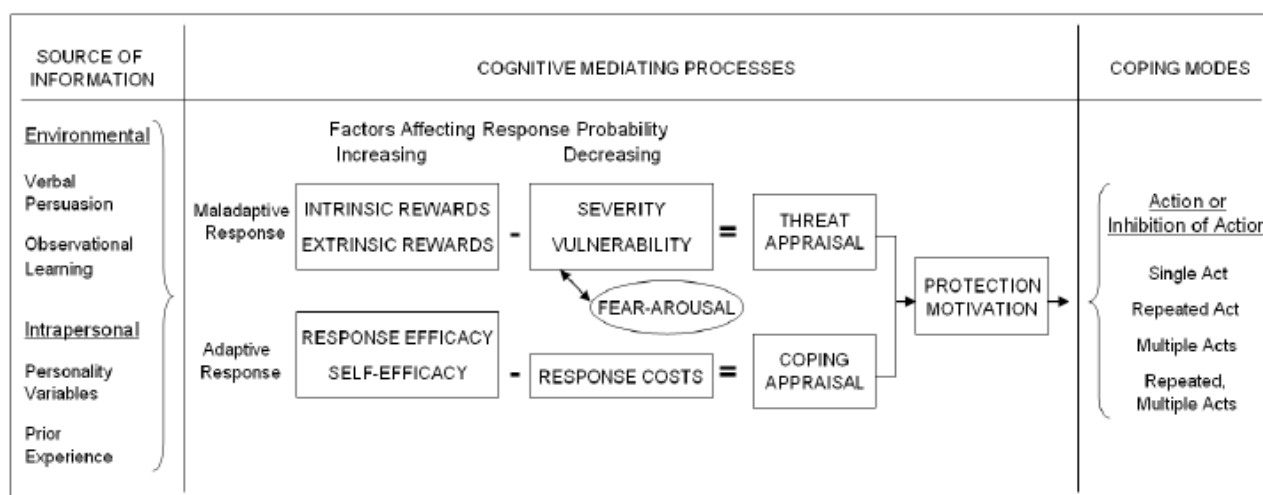 SOURCE OF
INFORMATION
COGNITIVE MEDIATING PROCESSES
COPING MODES
Environmental
Verbal
Persuasion
Observational
Learning
Intrapersonal
Personality
Variables
Prior
Experience
Factors Affecting Response Probability
Increasing
Decreasing
Maladaptive
Response
INTRINSIC REWARDS
EXTRINSIC REWARDS
-
SEVERITY
VULNERABILITY
=
THREAT
APPRAISAL
FEAR-AROUSAL
Adaptive
Response
RESPONSE EFFICACY
SELF-EFFICACY
-
RESPONSE COSTS
=
COPING
APPRAISAL
PROTECTION
MOTIVATION
Action or
Inhibition of Action
Single Act
Repeated Act
Multiple Acts
Repeated,
Multiple Acts